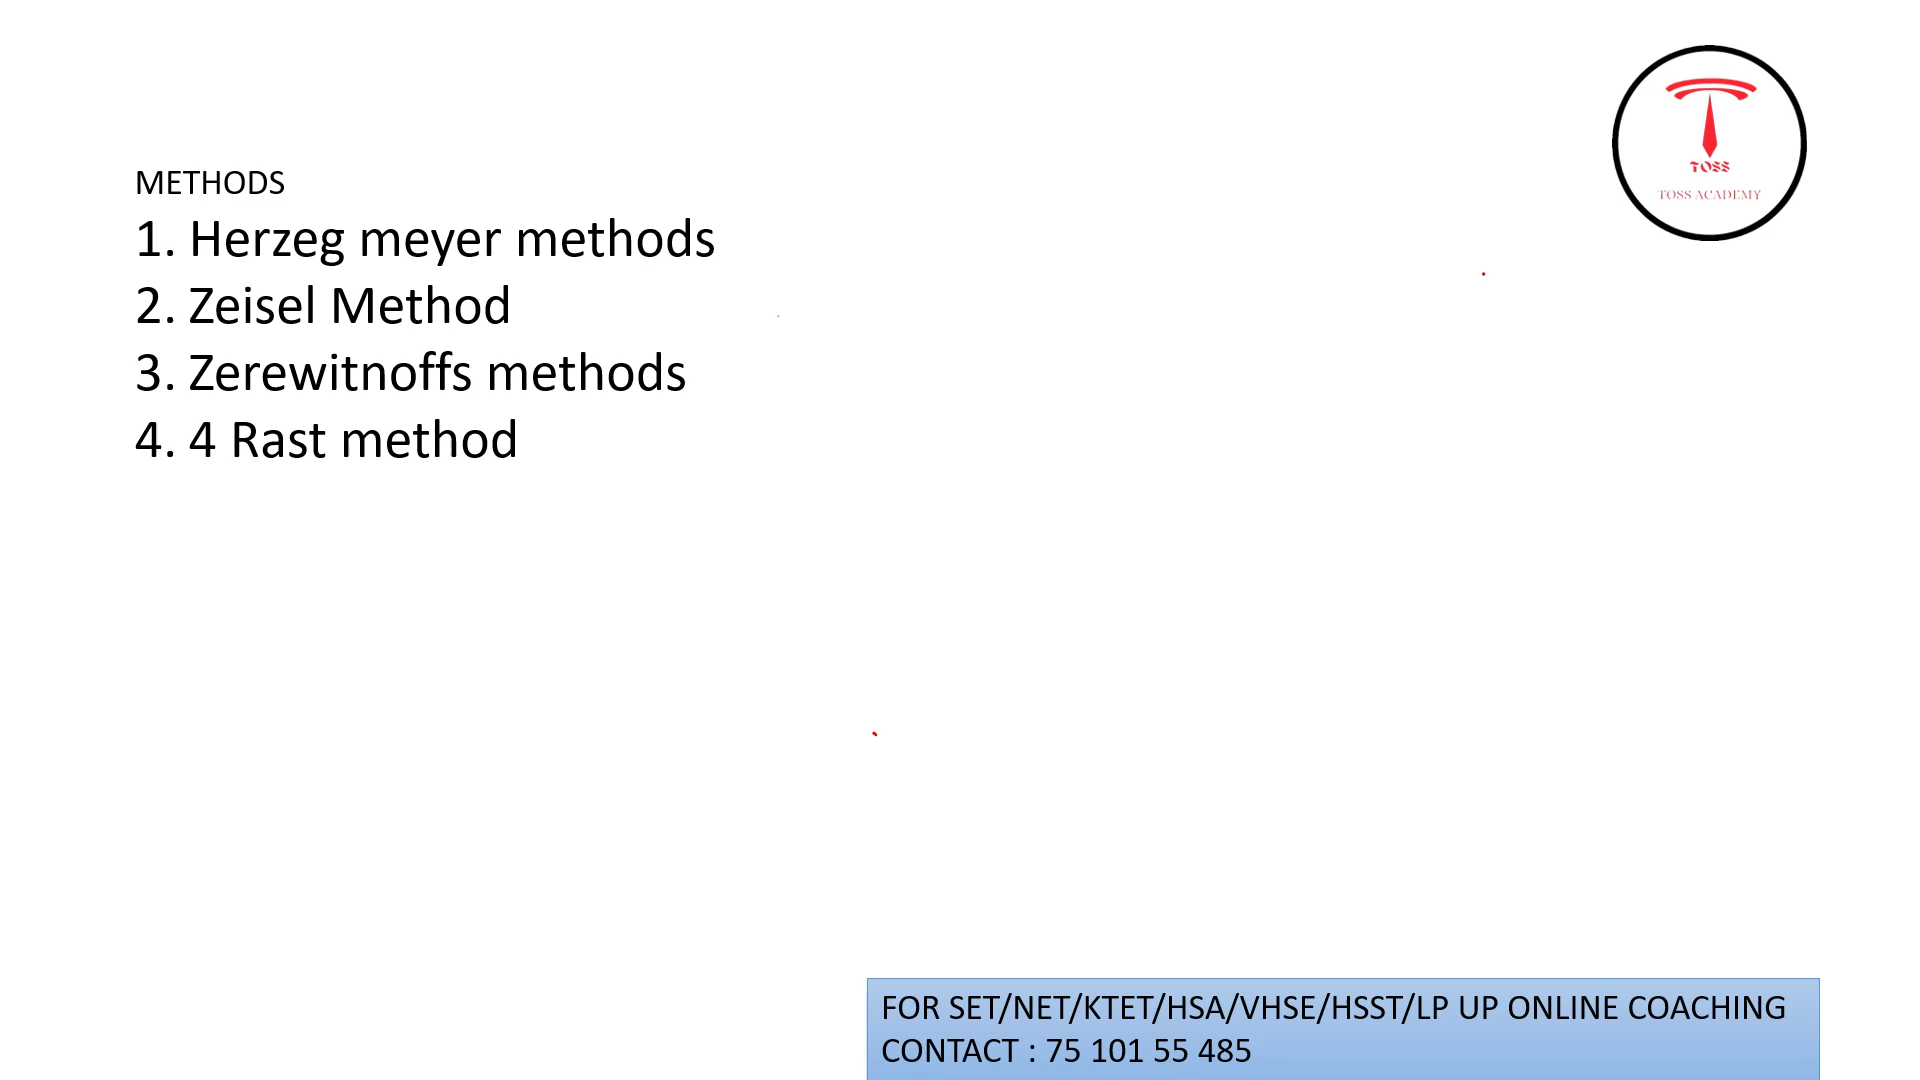 TOSS
TOSS ACADEMY
METHODS
1. Herzeg meyer methods
2. Zeisel Method
3. Zerewitnoffs methods
4. 4 Rast method
FOR SET/NET/KTET/HSA/VHSE/HSST/LP UP ONLINE COACHING
CONTACT : 75 101 55 485